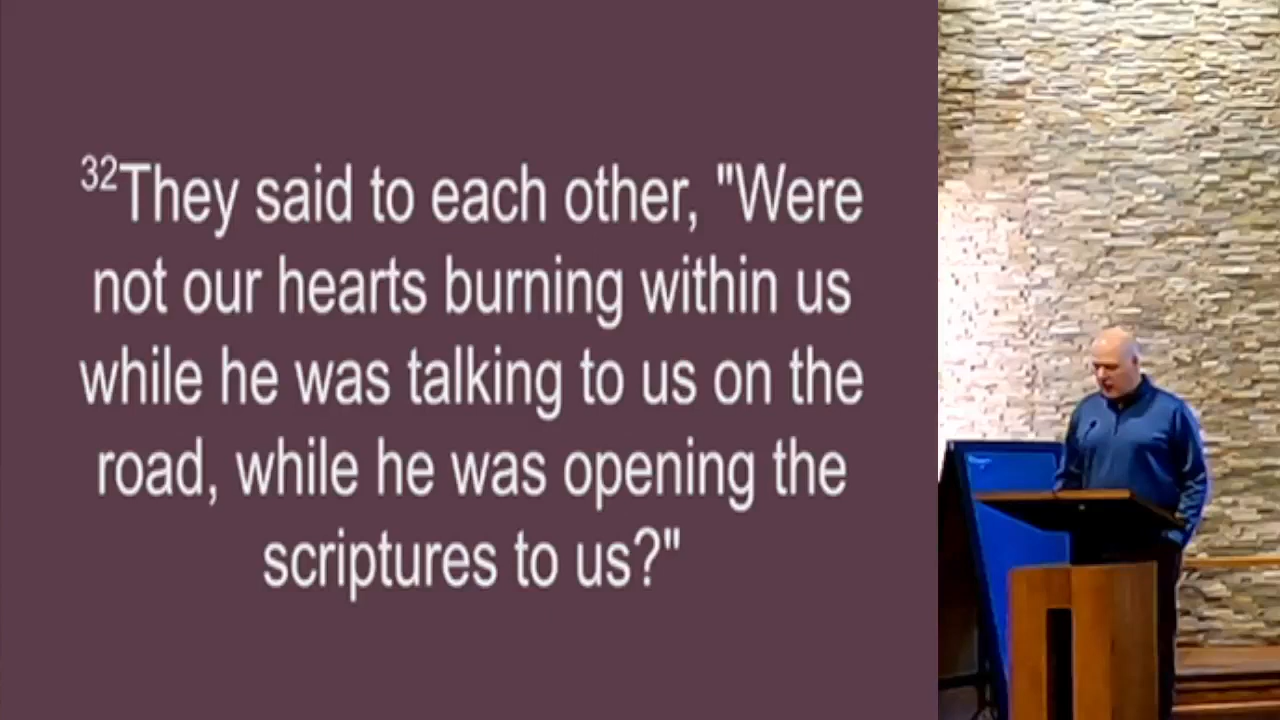 32They said to each other, "Were
not our hearts burning within us
while he was talking to us on the
road, while he was opening the
scriptures to us?"